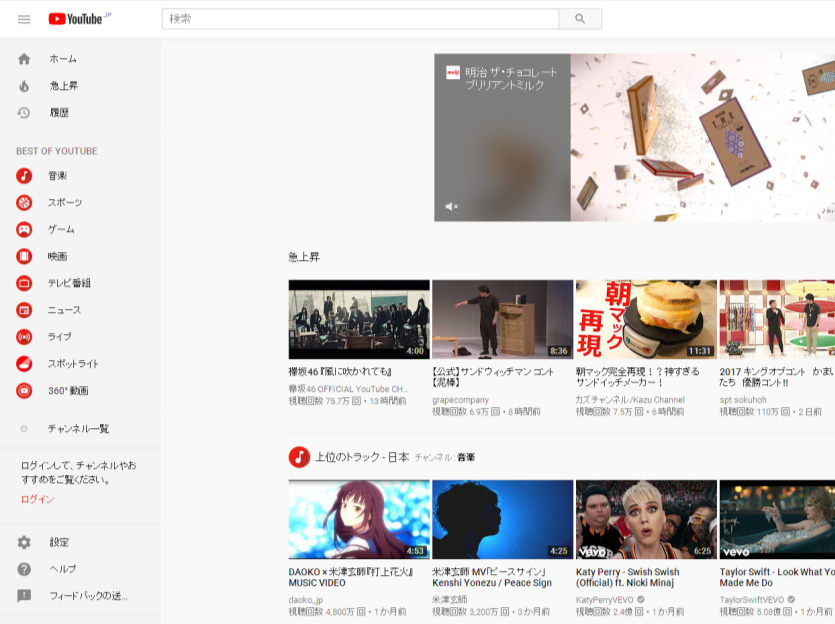 YouTube JP
検索
ホーム
急上昇
履歴
BEST OF YOUTUBE
音楽
スポーツ
ゲーム
映画
テレビ番組
ニュース
ライブ
スポットライト
360° 動画
チャンネル一覧
ログインして、チャンネルやお
すすめをご覧ください。
ログイン
設定
ヘルプ
フィードバックの送...
meiji
明治 ザ・チョコレート
ブリリアントミルク
THE
急上昇
4:00
欅坂46 『風に吹かれても』
欅坂46 OFFICIAL YouTube CH...
視聴回数 75.7万 回・13 時間前
8:36
【公式】サンドウィッチマン コント
【泥棒】
grapecompany
視聴回数 6.9万 回・8 時間前
朝マック
再現
11:31
朝マック完全再現！？神すぎる
サンドイッチメーカー！
カズチャンネル/Kazu Channel
視聴回数 7.5万 回・6 時間前
2017 キングオブコント かまい
たち 優勝コント!!
spt sokuhoh
視聴回数 110万 回・2 日前
上位のトラック - 日本 チャンネル: 音楽
4:53
DAOKO × 米津玄師『打上花火』
MUSIC VIDEO
daoko_jp
視聴回数 4,800万 回・1 か月前
4:25
米津玄師 MV「ピースサイン」
Kenshi Yonezu / Peace Sign
米津玄師
視聴回数 3,200万 回・3 か月前
vevo
6:25
Katy Perry - Swish Swish
(Official) ft. Nicki Minaj
KatyPerryVEVO
視聴回数 2.4億 回・1 か月前
vevo
Taylor Swift - Look What Yo
Made Me Do
TaylorSwiftVEVO
視聴回数 5.08億 回・1 か月前